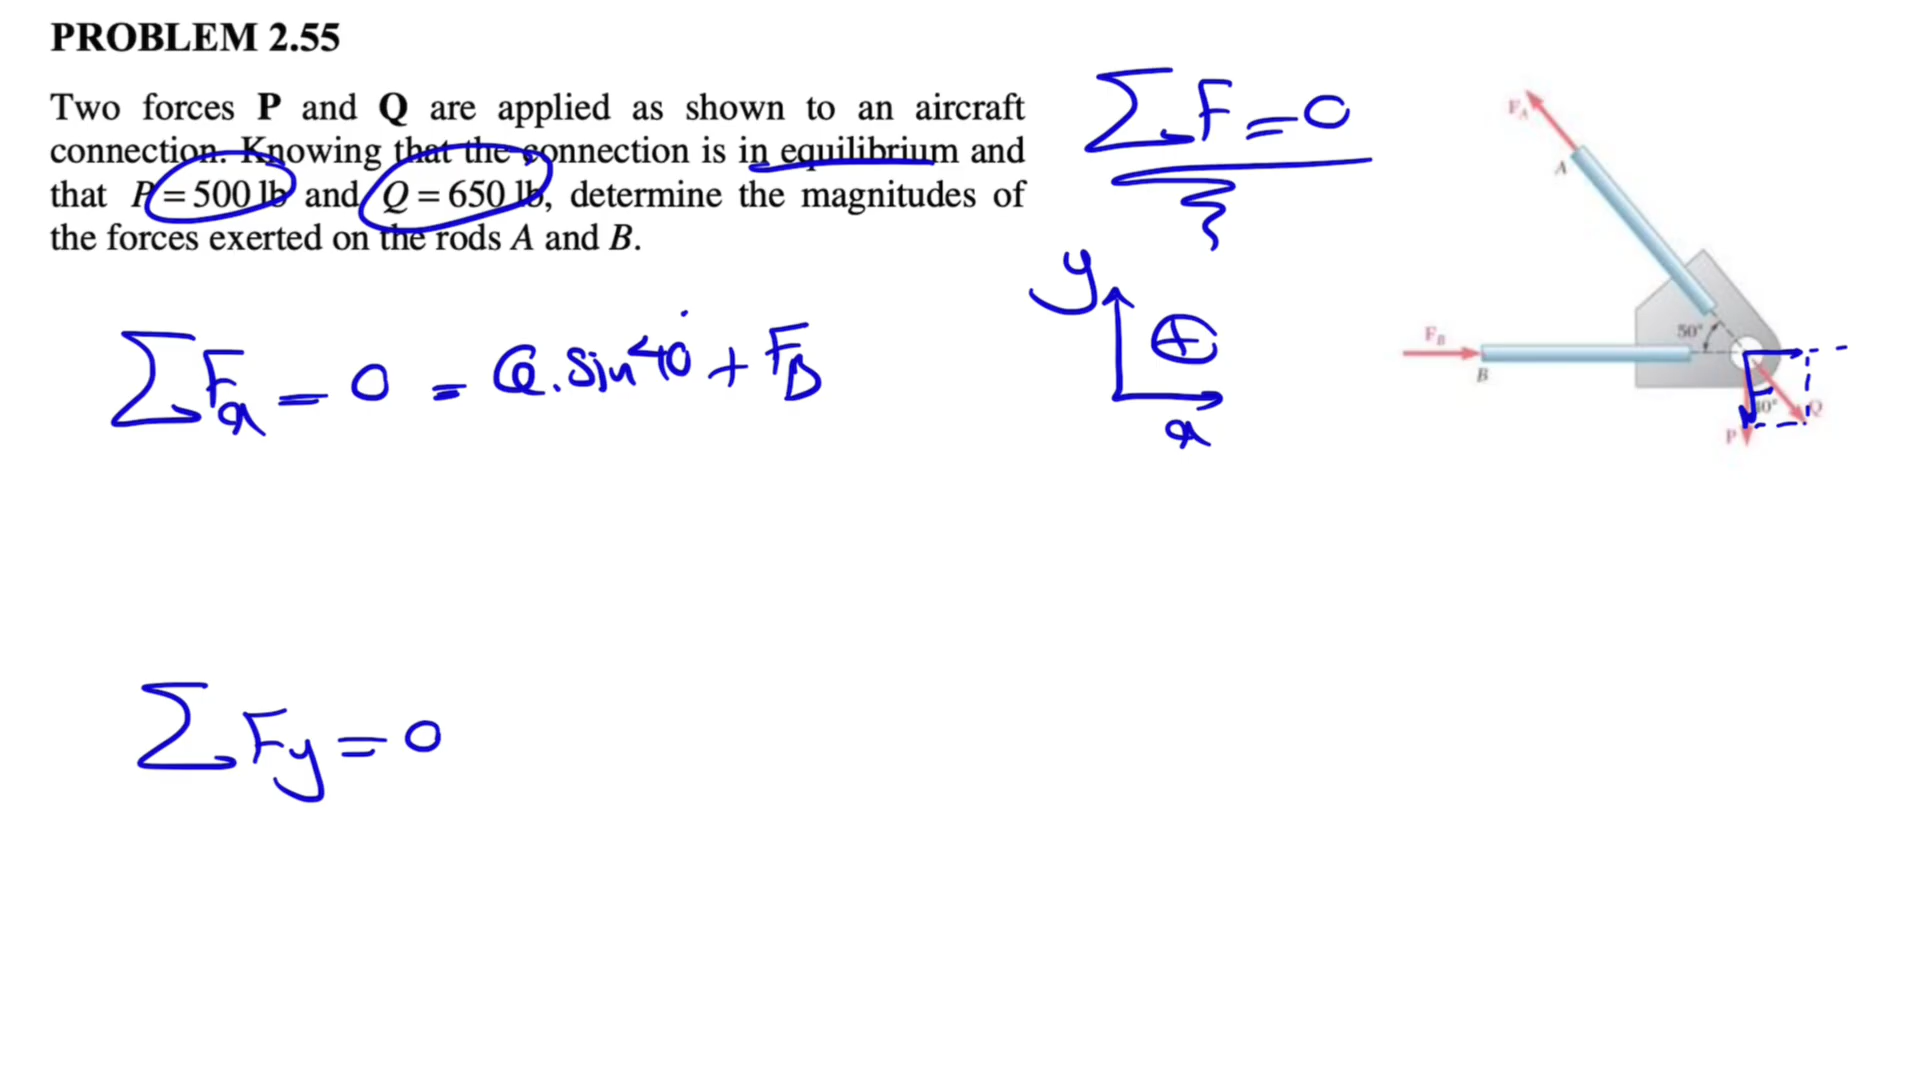 PROBLEM 2.55
Two forces P and Q are applied as shown to an aircraft
connection. Knowing that the connection is in equilibrium and
that P = 500 lb and Q = 650 lb, determine the magnitudes of
the forces exerted on the rods A and B.
ΣF = 0
y
⊕
x
ΣFx = 0 = Q.sin40° + FB
ΣFy = 0
FA
A
50°
FB
B
Q
P